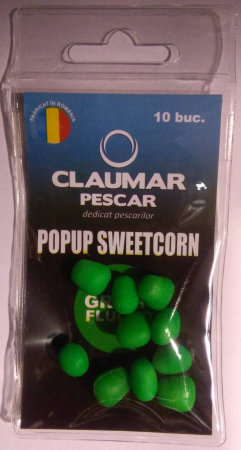 FABRICAT ÎN ROMÂNIA
10 buc.
CLAUMAR
PESCAR
dedicat pescarilor
POPUP SWEETCORN